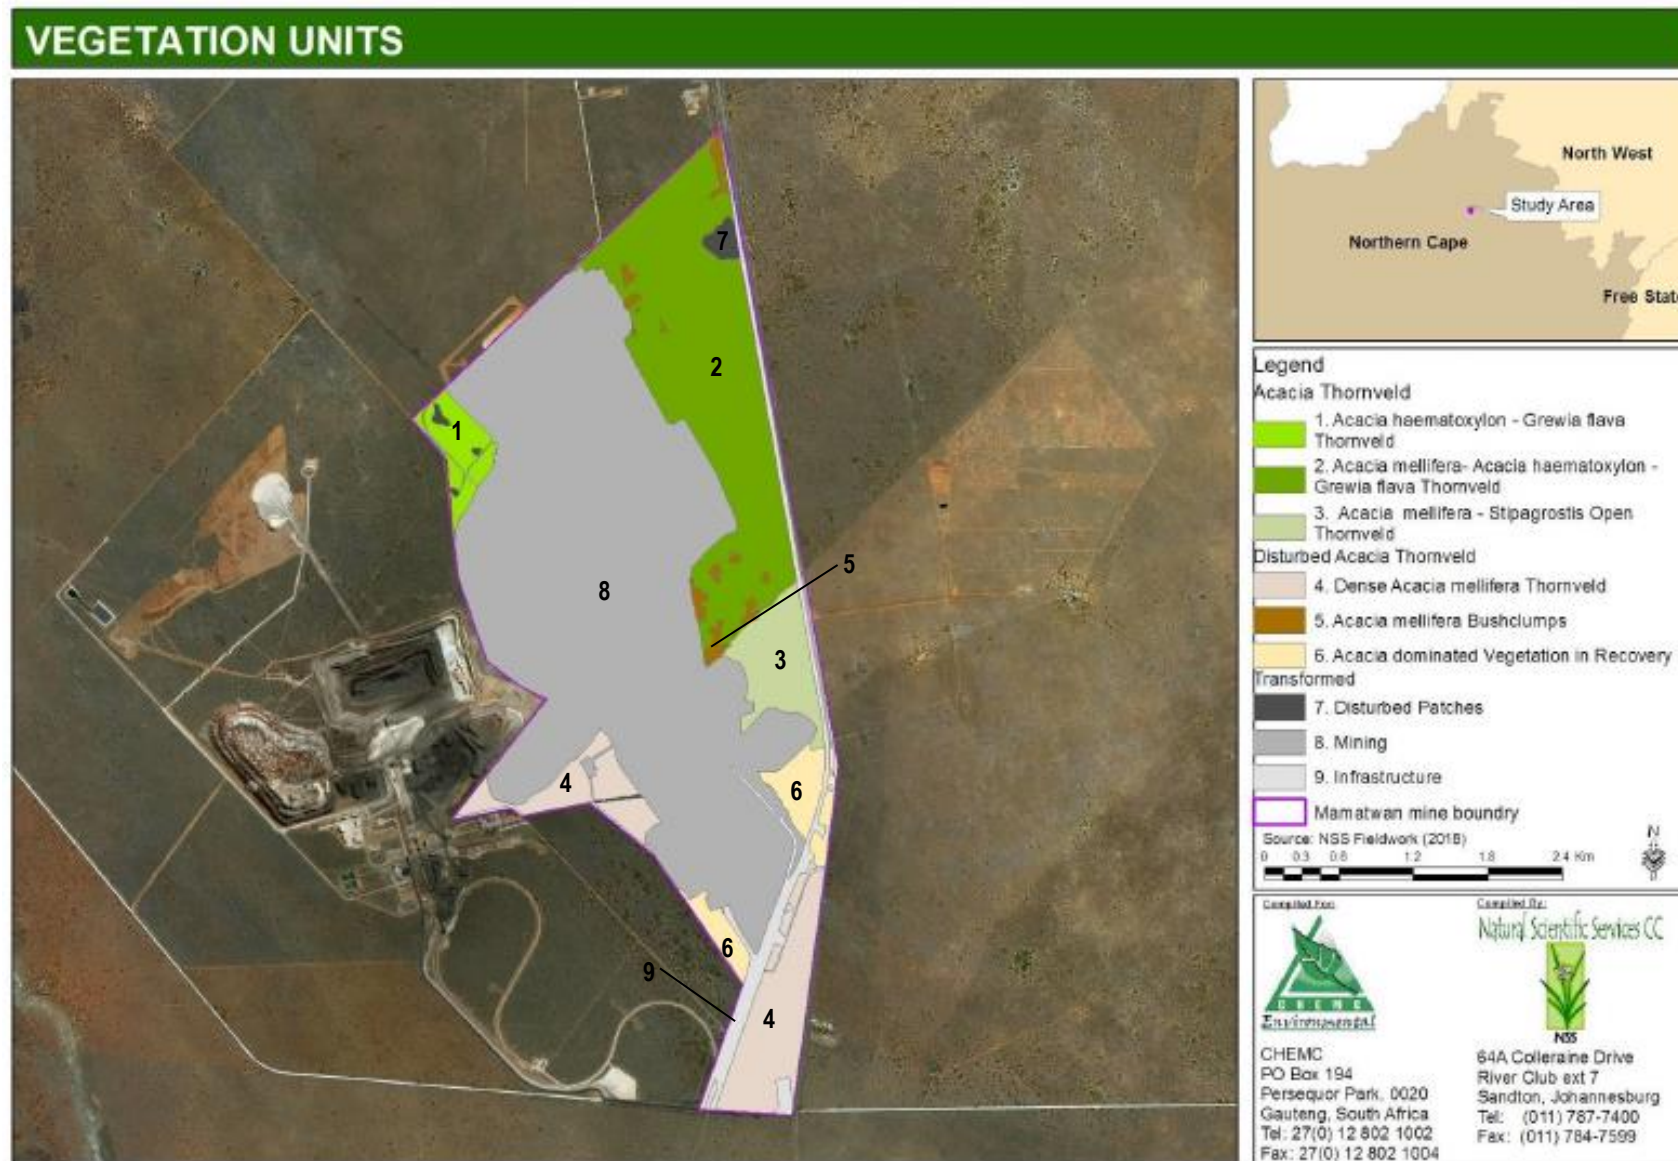 VEGETATION UNITS
7
2
1
5
8
3
4
6
6
9
4
North West
Study Area
Northern Cape
Free State
Legend
Acacia Thornveld
1. Acacia haematoxylon - Grewia flava
Thornveld
2. Acacia mellifera- Acacia haematoxylon -
Grewia flava Thornveld
3. Acacia mellifera - Stipagrostis Open
Thornveld
Disturbed Acacia Thornveld
4. Dense Acacia mellifera Thornveld
5. Acacia mellifera Bushclumps
6. Acacia dominated Vegetation in Recovery
Transformed
7. Disturbed Patches
8. Mining
9. Infrastructure
Mamatwan mine boundry
Source: NSS Fieldwork (2018)
N
0 0.3 0.6 1.2 1.8 2.4 Km
Compiled For:
CHEMC
Environmental
CHEMC
PO Box 194
Persequor Park, 0020
Gauteng, South Africa
Tel: 27(0) 12 802 1002
Fax: 27(0) 12 802 1004
Compiled By:
Natural Scientific Services CC
NSS
64A Colleraine Drive
River Club ext 7
Sandton, Johannesburg
Tel: (011) 787-7400
Fax: (011) 784-7599